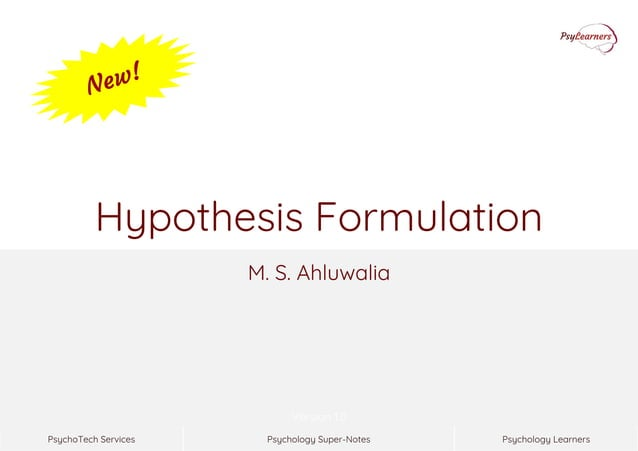 PsyLearners
New!
Hypothesis Formulation
M. S. Ahluwalia
Version 1.0
PsychoTech Services
Psychology Super-Notes
Psychology Learners